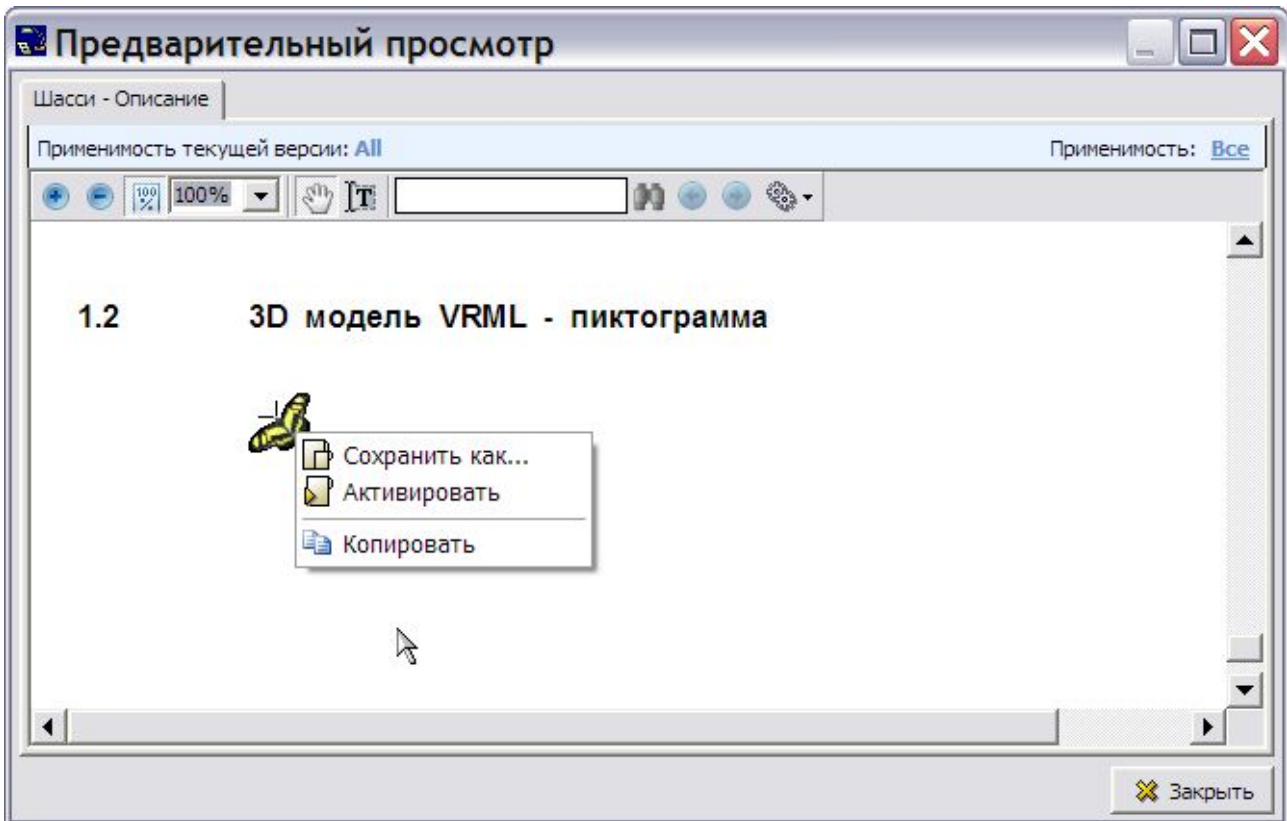 Предварительный просмотр
Шасси - Описание
Применимость текущей версии: All Применимость: Все
100% 100% T
1.2 3D модель VRML - пиктограмма
Сохранить как...
Активировать
Копировать
Закрыть